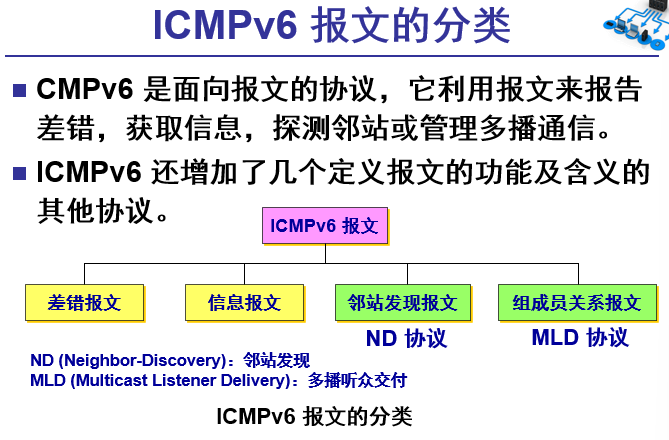 ICMPv6 报文的分类
CMPv6 是面向报文的协议，它利用报文来报告
差错，获取信息，探测邻站或管理多播通信。
ICMPv6 还增加了几个定义报文的功能及含义的
其他协议。
ICMPv6 报文
差错报文
信息报文
邻站发现报文
组成员关系报文
ND 协议
MLD 协议
ND (Neighbor-Discovery)：邻站发现
MLD (Multicast Listener Delivery)：多播听众交付
ICMPv6 报文的分类